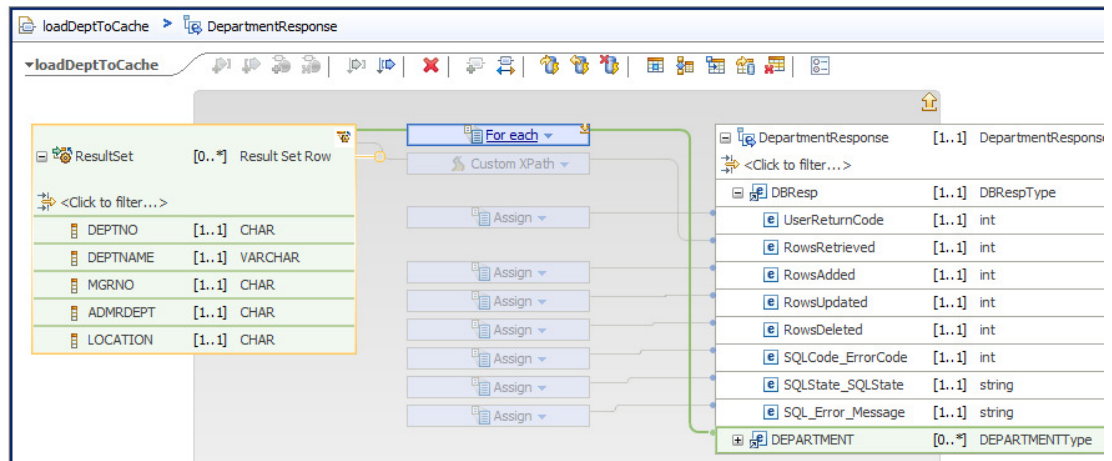 loadDeptToCache > DepartmentResponse
loadDeptToCache
For each
DepartmentResponse [1..1] DepartmentResponse
ResultSet [0..*] Result Set Row
Custom XPath
<Click to filter...>
DBResp [1..1] DBRespType
<Click to filter...>
Assign
UserReturnCode [1..1] int
DEPTNO [1..1] CHAR
RowsRetrieved [1..1] int
DEPTNAME [1..1] VARCHAR
Assign
RowsAdded [1..1] int
MGRNO [1..1] CHAR
Assign
RowsUpdated [1..1] int
ADMRDEPT [1..1] CHAR
Assign
RowsDeleted [1..1] int
LOCATION [1..1] CHAR
Assign
SQLCode_ErrorCode [1..1] int
Assign
SQLState_SQLState [1..1] string
Assign
SQL_Error_Message [1..1] string
DEPARTMENT [0..*] DEPARTMENTType